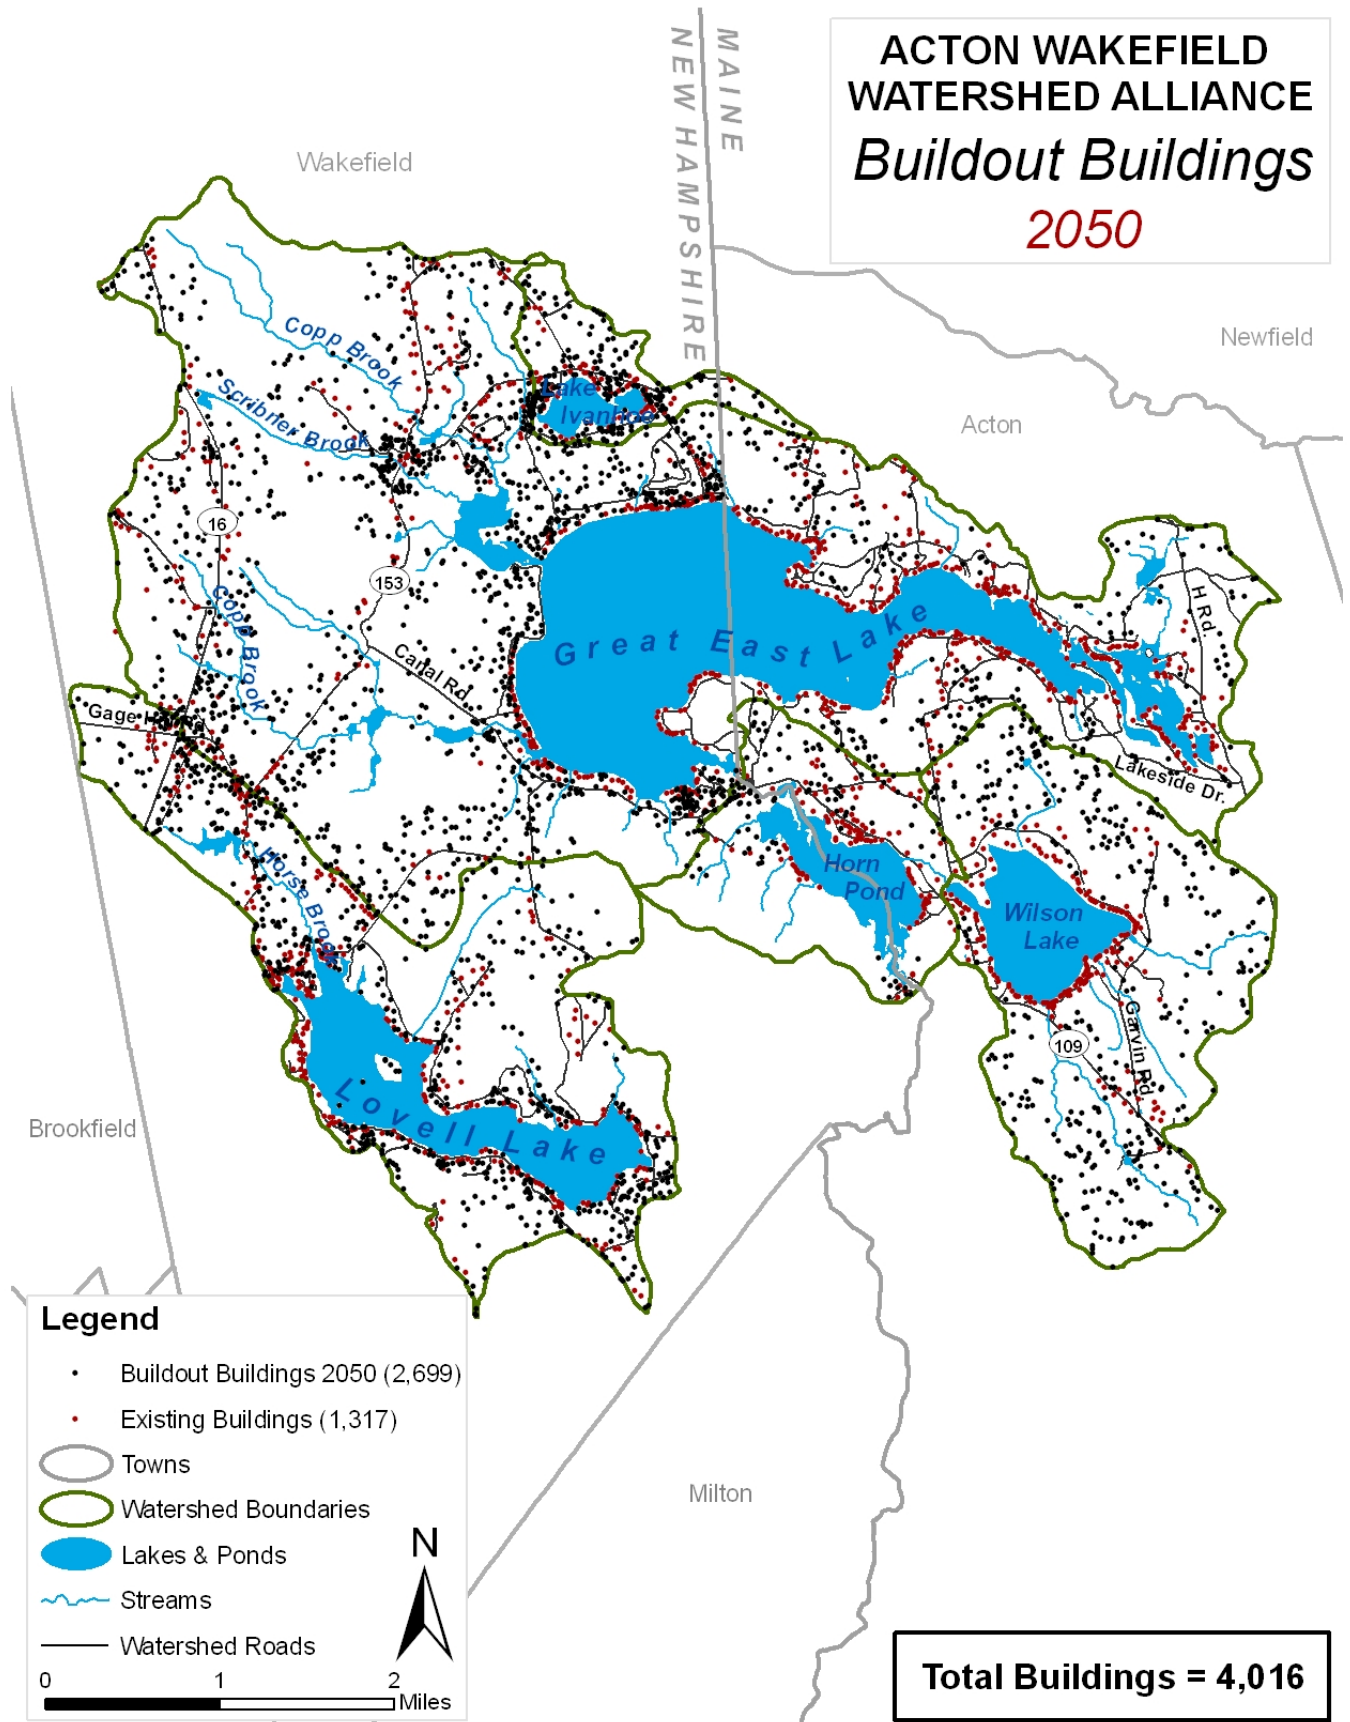 MAINE
NEW HAMPSHIRE
ACTON WAKEFIELD
WATERSHED ALLIANCE
Buildout Buildings
2050
Wakefield
Newfield
Acton
Copp Brook
Scribner Brook
Lake
Ivanhoe
16
153
H Rd.
Copp Brook
Great East Lake
Canal Rd
Gage Hill Rd
Lakeside Dr.
Horse Brook
Horn
Pond
Wilson
Lake
Garvin Rd
109
Lovell Lake
Brookfield
Milton
Legend
Buildout Buildings 2050 (2,699)
Existing Buildings (1,317)
Towns
Watershed Boundaries
Lakes & Ponds
Streams
Watershed Roads
N
0 1 2
Miles
Total Buildings = 4,016